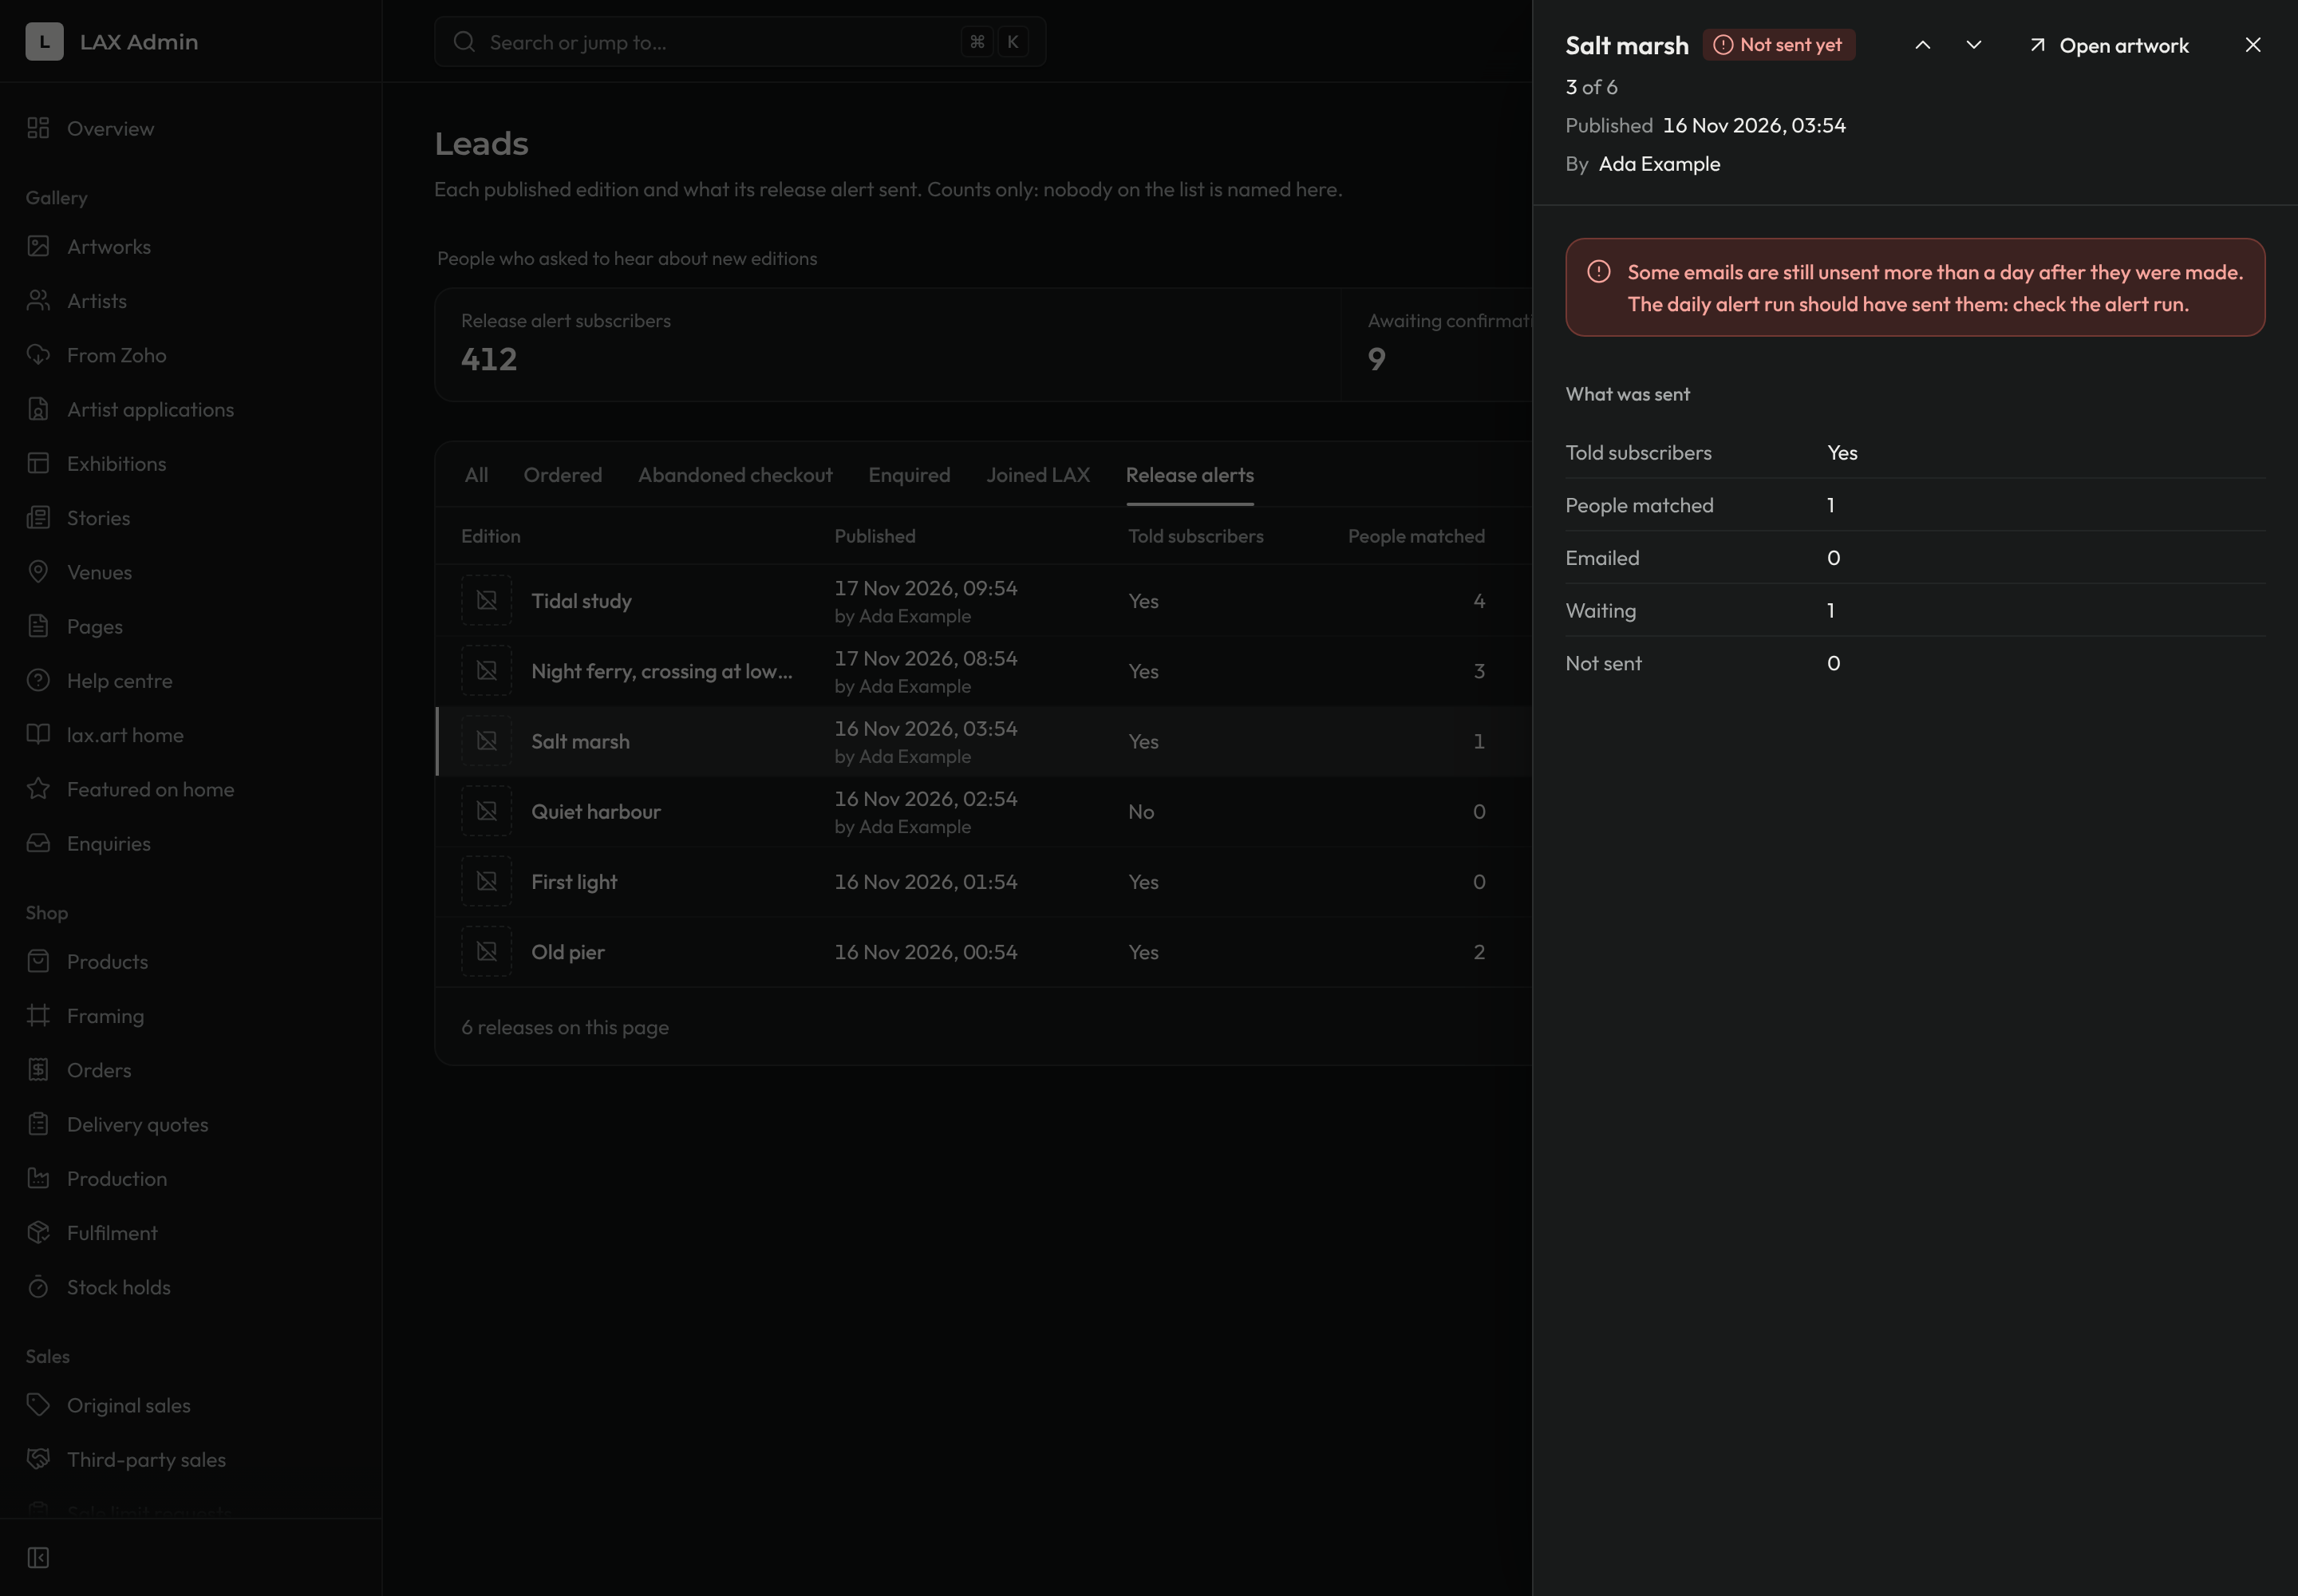 L LAX Admin
Search or jump to...
⌘ K
Overview
Gallery
Artworks
Artists
From Zoho
Artist applications
Exhibitions
Stories
Venues
Pages
Help centre
lax.art home
Featured on home
Enquiries
Shop
Products
Framing
Orders
Delivery quotes
Production
Fulfilment
Stock holds
Sales
Original sales
Third-party sales
Sale limit requests
Leads
Each published edition and what its release alert sent. Counts only: nobody on the list is named here.
People who asked to hear about new editions
Release alert subscribers
412
Awaiting confirmati
9
All Ordered Abandoned checkout Enquired Joined LAX Release alerts
Edition Published Told subscribers People matched
Tidal study 17 Nov 2026, 09:54 by Ada Example Yes 4
Night ferry, crossing at low... 17 Nov 2026, 08:54 by Ada Example Yes 3
Salt marsh 16 Nov 2026, 03:54 by Ada Example Yes 1
Quiet harbour 16 Nov 2026, 02:54 by Ada Example No 0
First light 16 Nov 2026, 01:54 Yes 0
Old pier 16 Nov 2026, 00:54 Yes 2
6 releases on this page
Salt marsh Not sent yet Open artwork
3 of 6
Published 16 Nov 2026, 03:54
By Ada Example
Some emails are still unsent more than a day after they were made.
The daily alert run should have sent them: check the alert run.
What was sent
Told subscribers Yes
People matched 1
Emailed 0
Waiting 1
Not sent 0